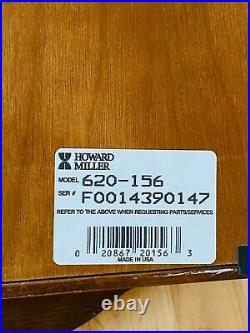 HOWARD
MILLER
MODEL 620-156
SER # F0014390147
REFER TO THE ABOVE WHEN REQUESTING PARTS/SERVICES
0 20867 20156 3
MADE IN USA